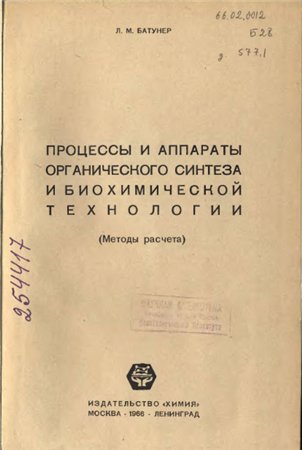 Л. М. БАТУНЕР
66.02.0012
Б28
577.1
ПРОЦЕССЫ И АППАРАТЫ
ОРГАНИЧЕСКОГО СИНТЕЗА
И БИОХИМИЧЕСКОЙ
ТЕХНОЛОГИИ
(Методы расчета)
254417
ИЗДАТЕЛЬСТВО «ХИМИЯ»
МОСКВА - 1966 - ЛЕНИНГРАД